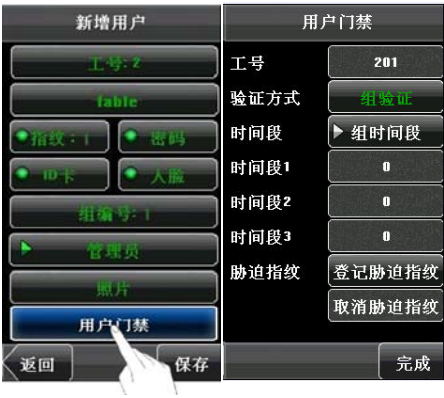 新增用户
工号: 2
fable
指纹: 1
密码
ID卡
人脸
组编号: 1
管理员
照片
用户门禁
返回
保存
用户门禁
工号
201
验证方式
组验证
时间段
组时间段
时间段1
0
时间段2
0
时间段3
0
胁迫指纹
登记胁迫指纹
取消胁迫指纹
完成